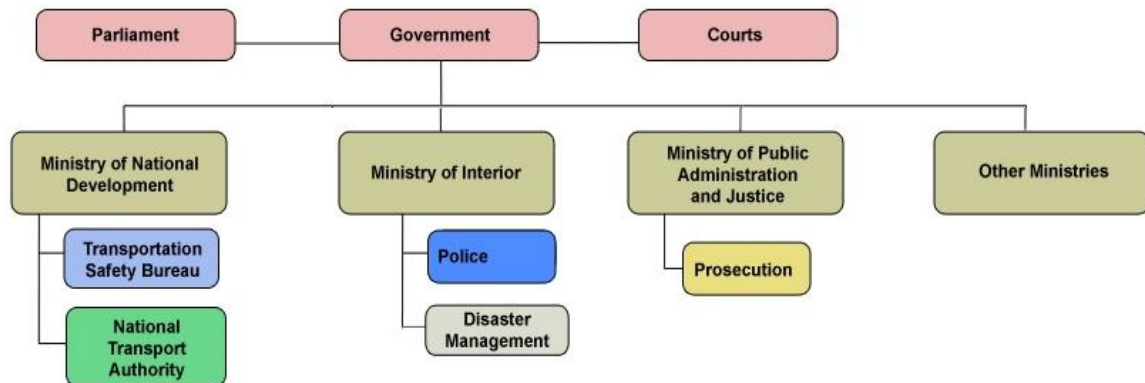 Parliament
Government
Courts
Ministry of National
Development
Ministry of Interior
Ministry of Public
Administration
and Justice
Other Ministries
Transportation
Safety Bureau
Police
Prosecution
National
Transport
Authority
Disaster
Management